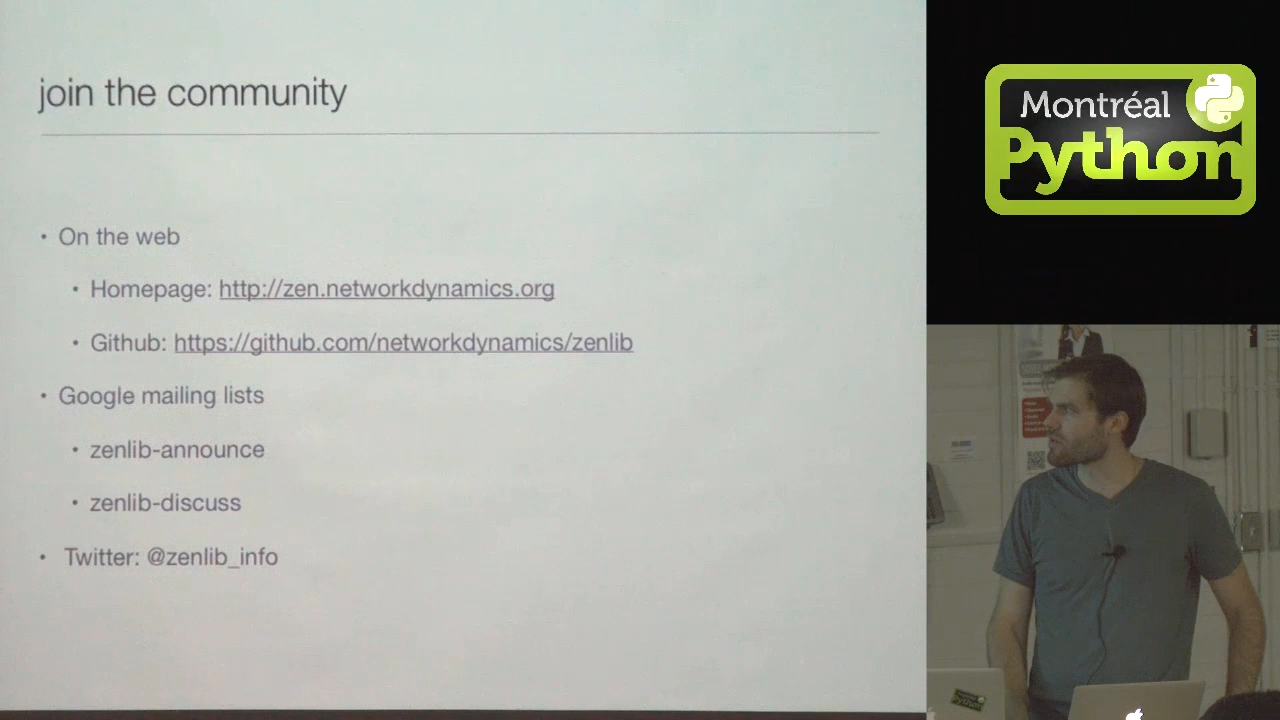 join the community
• On the web
• Homepage: http://zen.networkdynamics.org
• Github: https://github.com/networkdynamics/zenlib
• Google mailing lists
• zenlib-announce
• zenlib-discuss
• Twitter: @zenlib_info
Montréal
Python